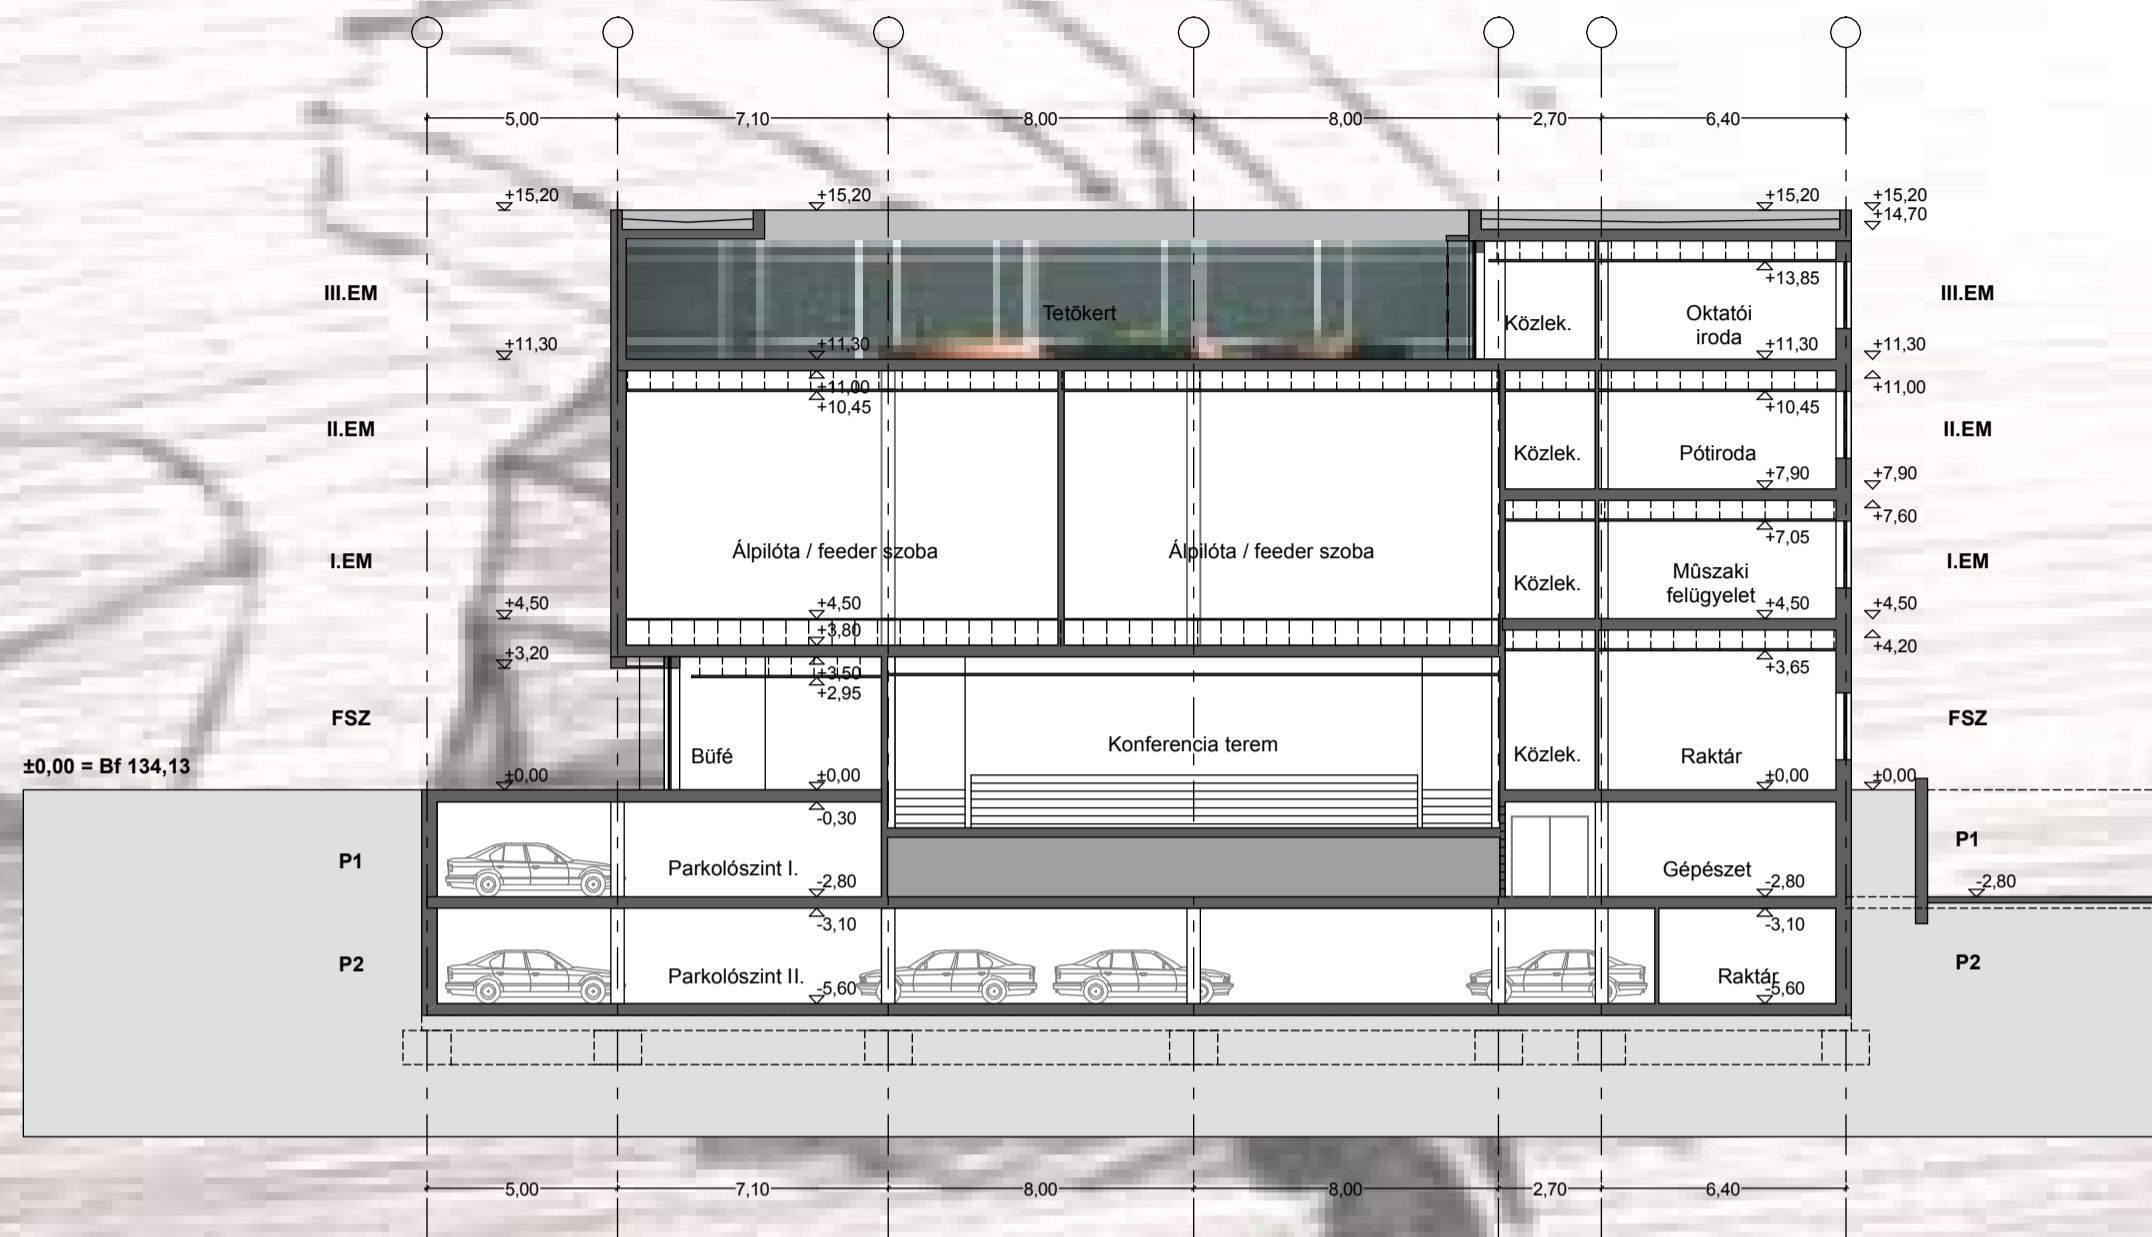 5,00 7,10 8,00 8,00 2,70 6,40
+15,20 +15,20 +15,20 +15,20
+14,70
+13,85
III.EM Tetõkert Közlek. Oktatói III.EM
iroda
+11,30 +11,30 +11,30 +11,30
+11,00 +11,00
+10,45 +10,45
II.EM Közlek. Pótiroda II.EM
+7,90 +7,90
+7,60
+7,05
I.EM Álpilóta / feeder szoba Álpilóta / feeder szoba Közlek. Mûszaki I.EM
felügyelet
+4,50 +4,50 +4,50 +4,50
+3,80 +4,20
+3,20 +3,50 +3,65
+2,95
FSZ Büfé Konferencia terem Közlek. Raktár FSZ
±0,00 = Bf 134,13
±0,00 ±0,00 ±0,00 ±0,00
-0,30
P1 Parkolószint I. Gépészet P1
-2,80 -2,80 -2,80
-3,10 -3,10
P2 Parkolószint II. Raktár P2
-5,60 -5,60
5,00 7,10 8,00 8,00 2,70 6,40